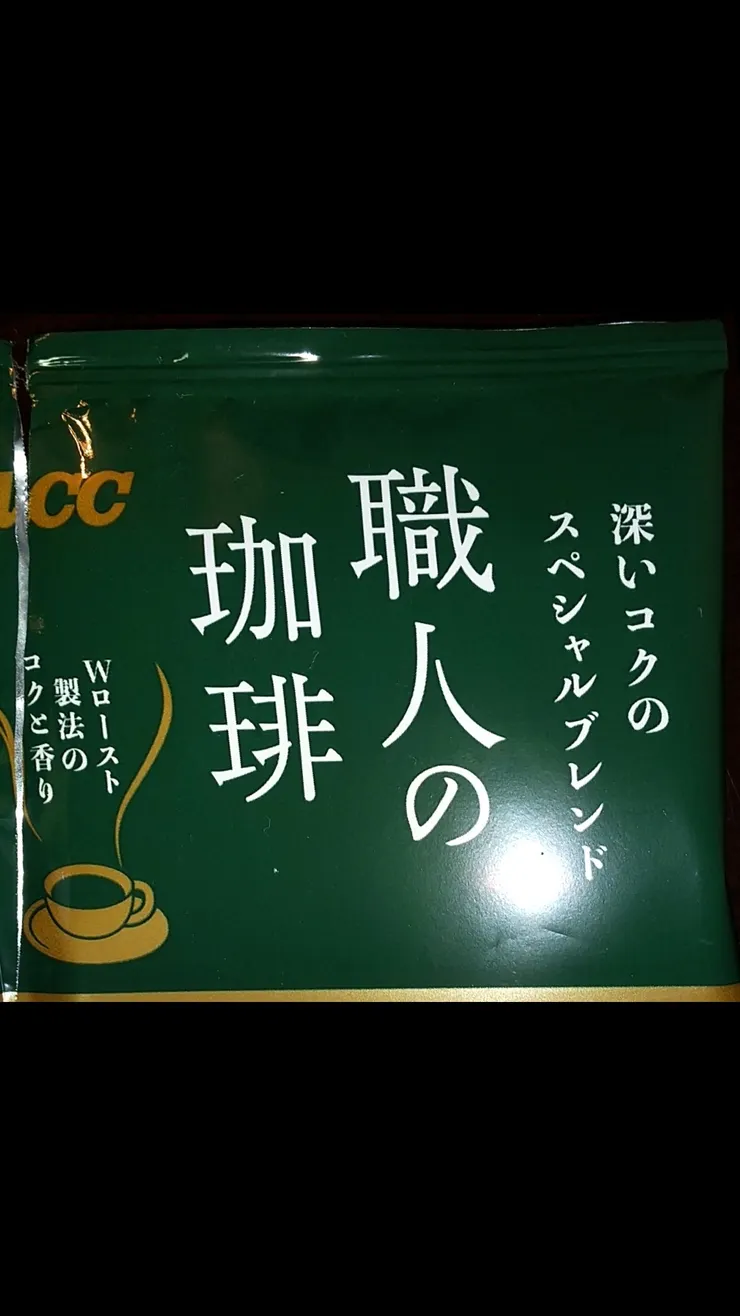 深いコクの
スペシャルブレンド
職人の
珈琲
ucc
Wロースト
製法の
コクと香り